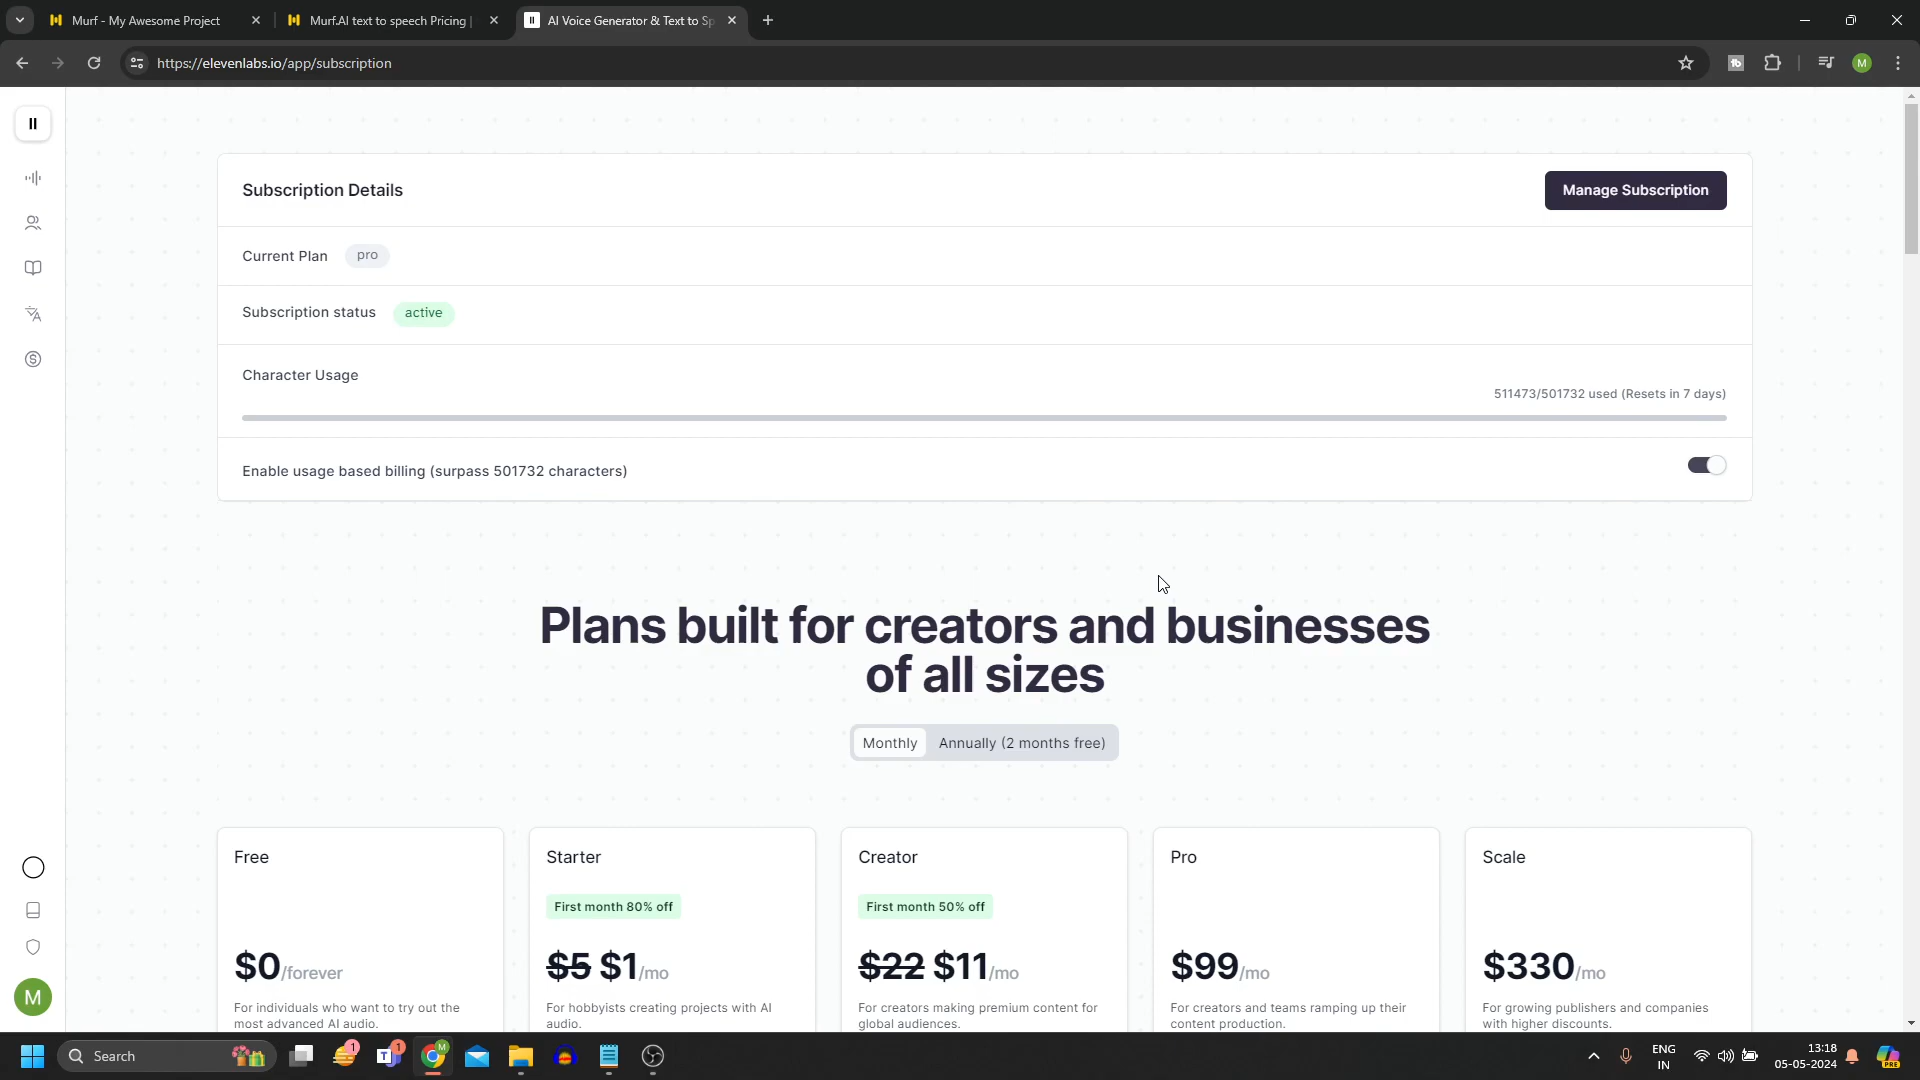 Murf - My Awesome Project
Murf.AI text to speech Pricing |
AI Voice Generator & Text to Sp
https://elevenlabs.io/app/subscription
M
Subscription Details
Manage Subscription
Current Plan pro
Subscription status active
Character Usage
511473/501732 used (Resets in 7 days)
Enable usage based billing (surpass 501732 characters)
Plans built for creators and businesses
of all sizes
Monthly Annually (2 months free)
Free
$0/forever
For individuals who want to try out the
most advanced AI audio.
Starter
First month 80% off
$5 $1/mo
For hobbyists creating projects with AI
audio.
Creator
First month 50% off
$22 $11/mo
For creators making premium content for
global audiences.
Pro
$99/mo
For creators and teams ramping up their
content production.
Scale
$330/mo
For growing publishers and companies
with higher discounts.
M
Search
1
1
M
ENG
IN
13:18
05-05-2024
PRE